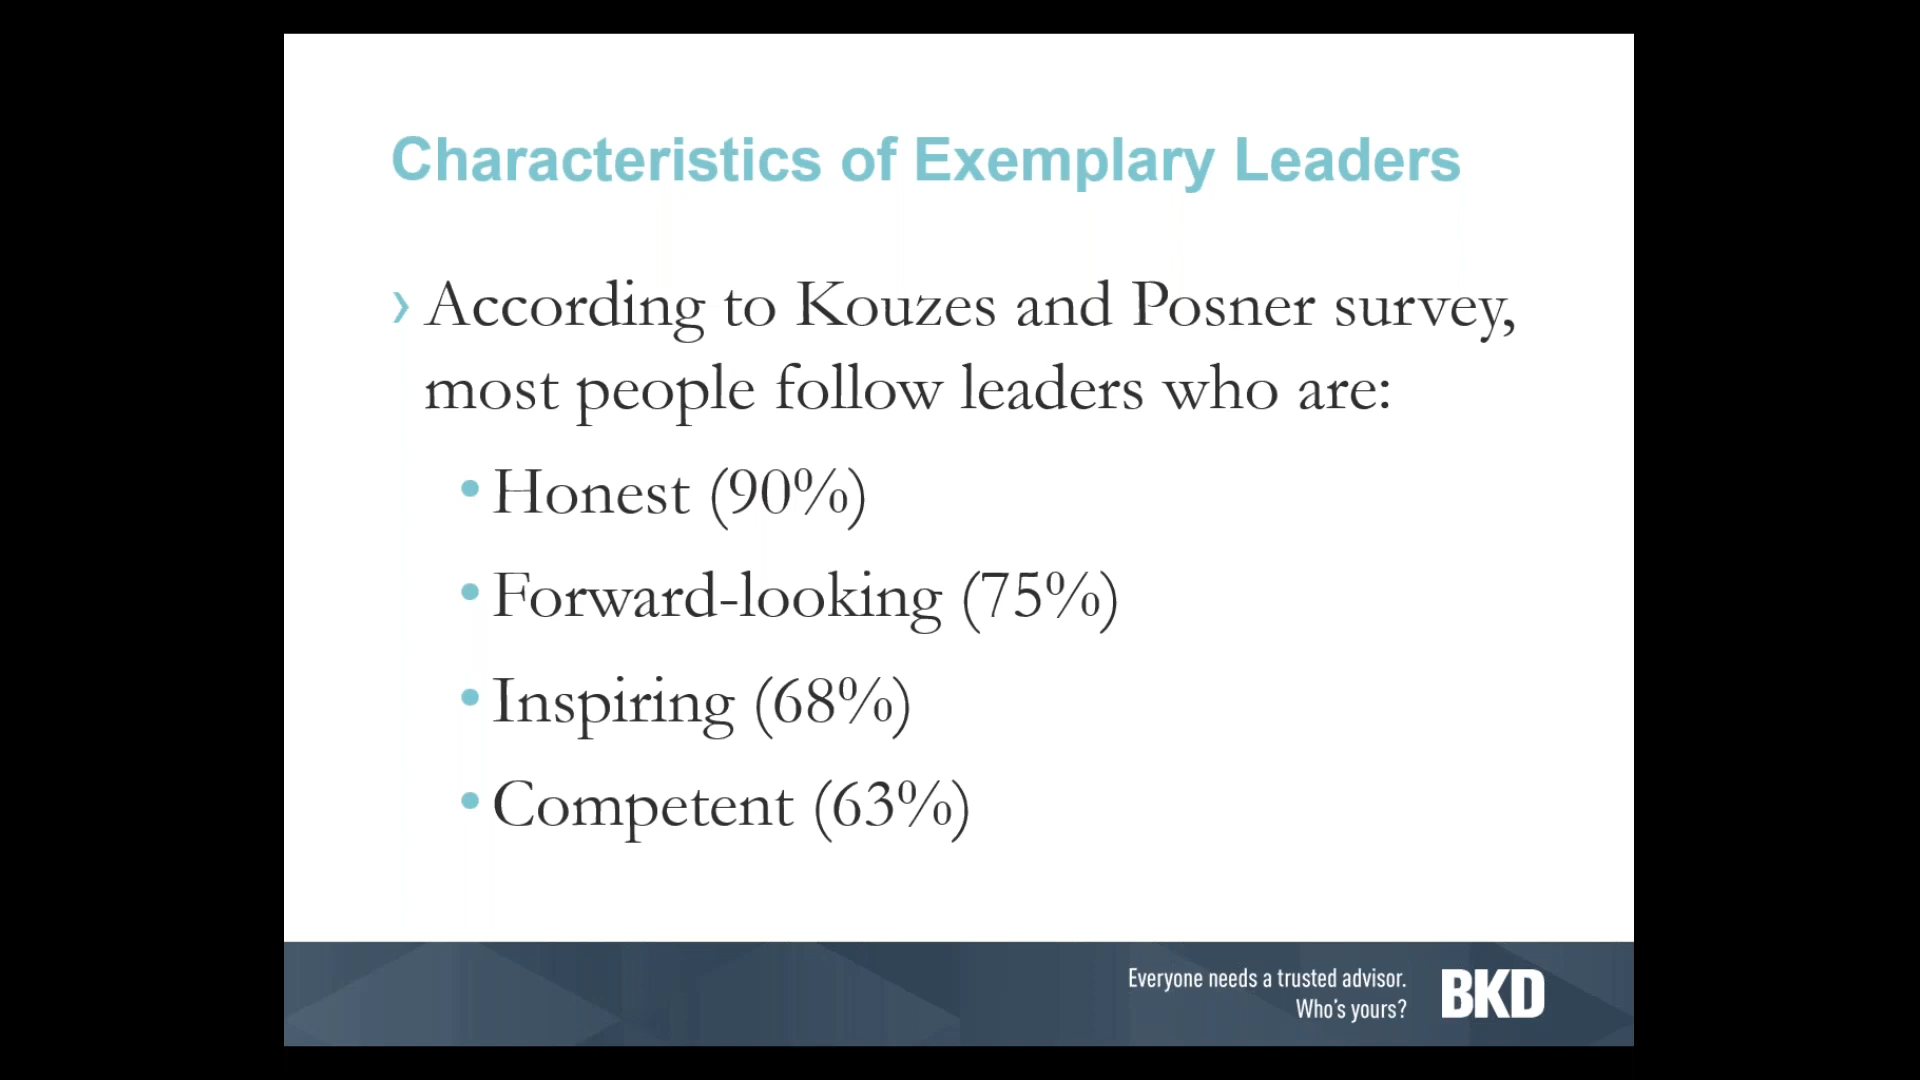 Characteristics of Exemplary Leaders
› According to Kouzes and Posner survey,
most people follow leaders who are:
• Honest (90%)
• Forward-looking (75%)
• Inspiring (68%)
• Competent (63%)
Everyone needs a trusted advisor.
Who's yours?
BKD